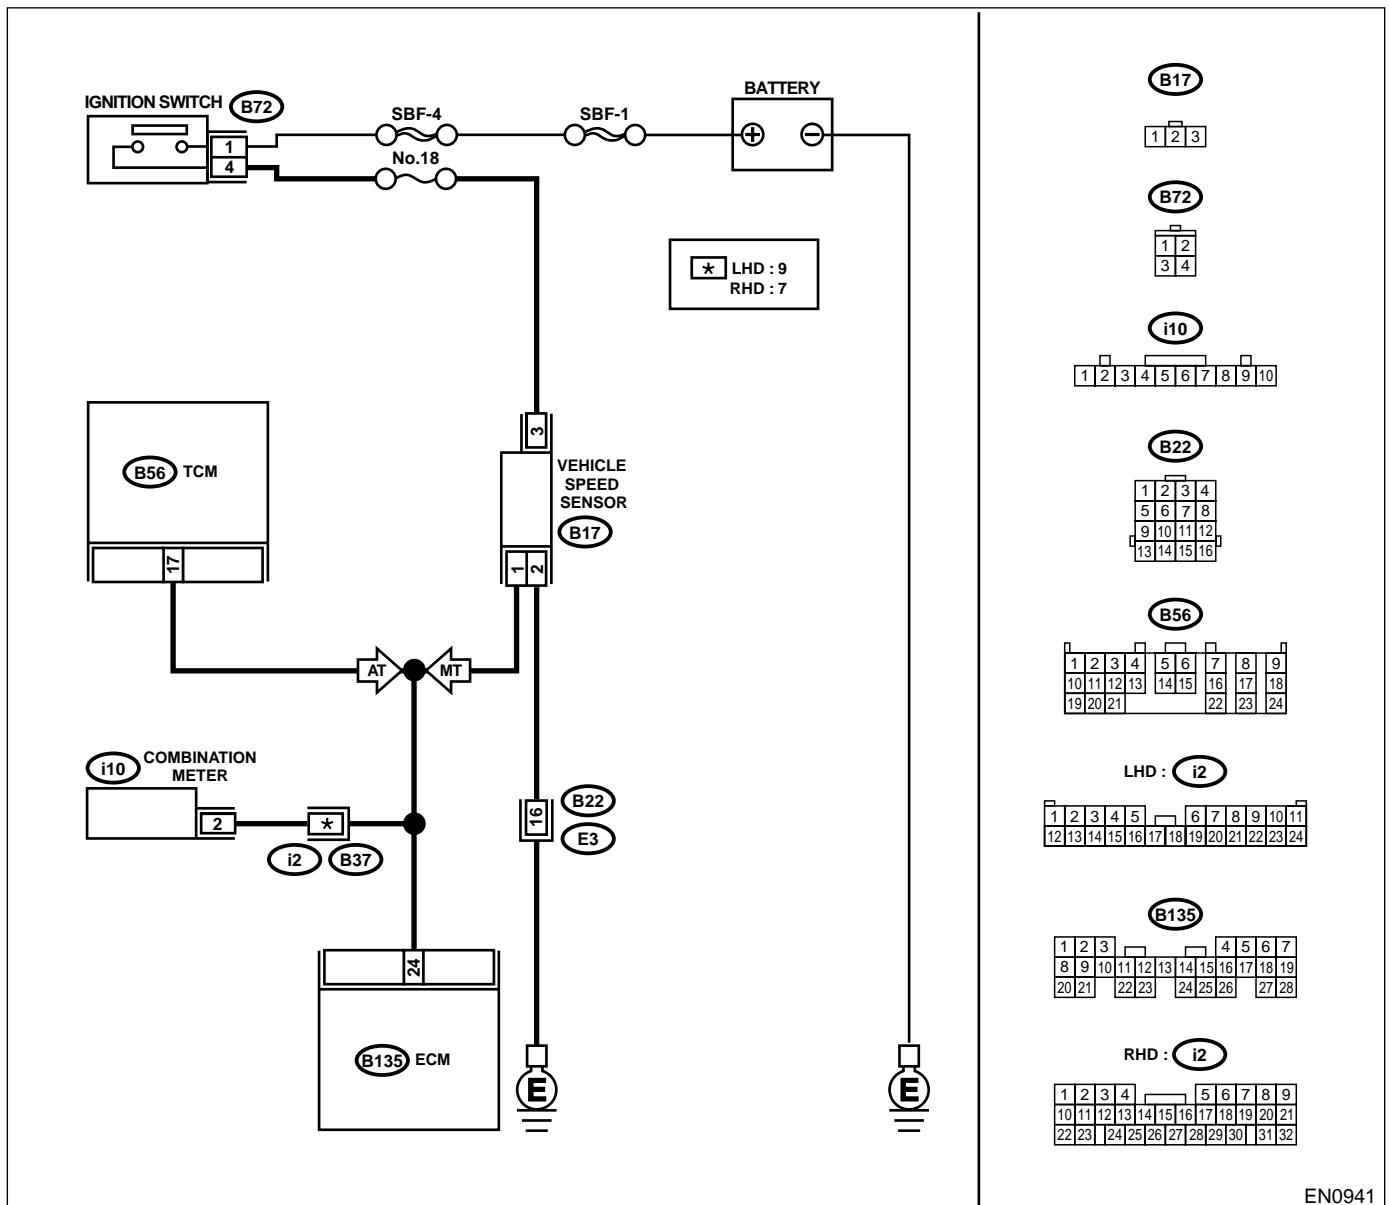 IGNITION SWITCH B72
1
4
SBF-4
SBF-1
No.18
BATTERY
+ −
* LHD : 9
RHD : 7
B56 TCM
17
3
VEHICLE
SPEED
SENSOR
B17
1 2
AT MT
i10 COMBINATION
METER
2
*
i2 B37
16
B22
E3
24
B135 ECM
E
E
B17
1 2 3
B72
1 2
3 4
i10
1 2 3 4 5 6 7 8 9 10
B22
1 2 3 4
5 6 7 8
9 10 11 12
13 14 15 16
B56
1 2 3 4 5 6 7 8 9
10 11 12 13 14 15 16 17 18
19 20 21 22 23 24
LHD : i2
1 2 3 4 5 6 7 8 9 10 11
12 13 14 15 16 17 18 19 20 21 22 23 24
B135
1 2 3 4 5 6 7
8 9 10 11 12 13 14 15 16 17 18 19
20 21 22 23 24 25 26 27 28
RHD : i2
1 2 3 4 5 6 7 8 9
10 11 12 13 14 15 16 17 18 19 20 21
22 23 24 25 26 27 28 29 30 31 32
EN0941